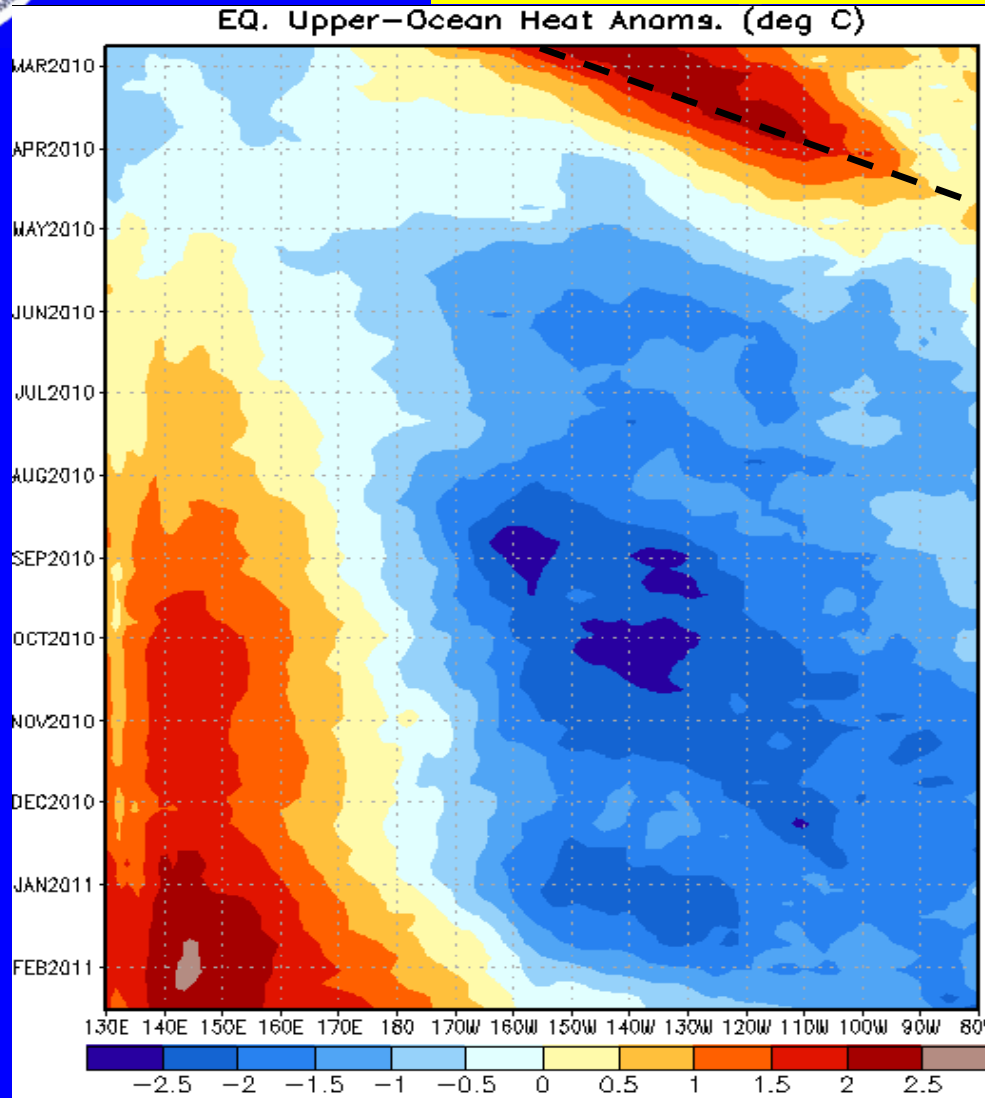 EQ. Upper-Ocean Heat Anoms. (deg C)
MAR2010
APR2010
MAY2010
JUN2010
JUL2010
AUG2010
SEP2010
OCT2010
NOV2010
DEC2010
JAN2011
FEB2011
130E 140E 150E 160E 170E 180 170W 160W 150W 140W 130W 120W 110W 100W 90W 80W
-2.5 -2 -1.5 -1 -0.5 0 0.5 1 1.5 2 2.5